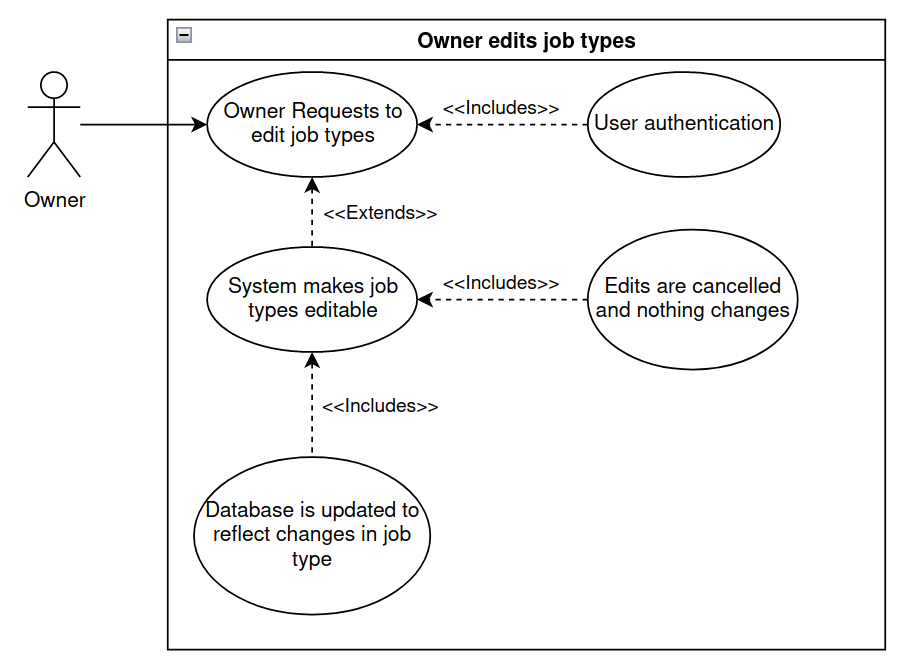 Owner edits job types
Owner Requests to
edit job types
<<Includes>>
User authentication
Owner
<<Extends>>
System makes job
types editable
<<Includes>>
Edits are cancelled
and nothing changes
<<Includes>>
Database is updated to
reflect changes in job
type